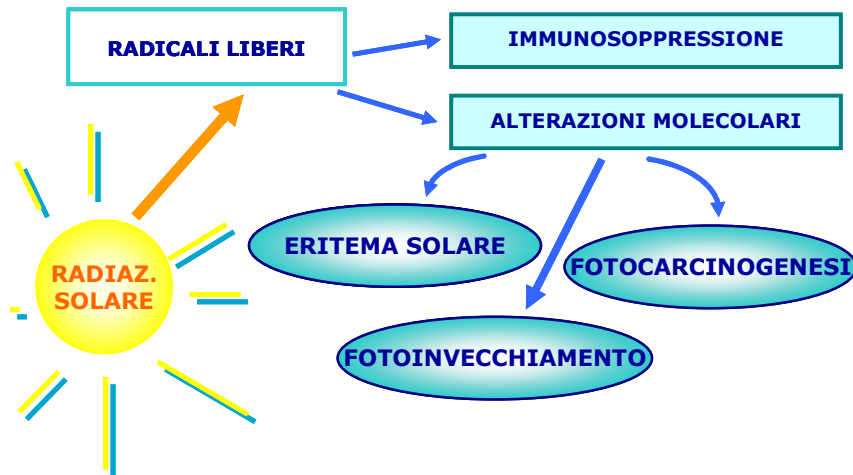 RADICALI LIBERI
IMMUNOSOPPRESSIONE
ALTERAZIONI MOLECOLARI
ERITEMA SOLARE
FOTOCARCINOGENESI
RADIAZ.
SOLARE
FOTOINVECCHIAMENTO